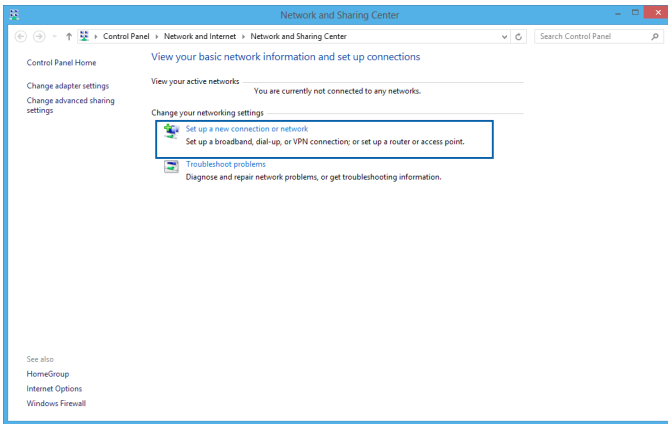 Network and Sharing Center
Control Panel ▸ Network and Internet ▸ Network and Sharing Center
Search Control Panel
Control Panel Home
Change adapter settings
Change advanced sharing
settings
View your basic network information and set up connections
View your active networks
You are currently not connected to any networks.
Change your networking settings
Set up a new connection or network
Set up a broadband, dial-up, or VPN connection; or set up a router or access point.
Troubleshoot problems
Diagnose and repair network problems, or get troubleshooting information.
See also
HomeGroup
Internet Options
Windows Firewall